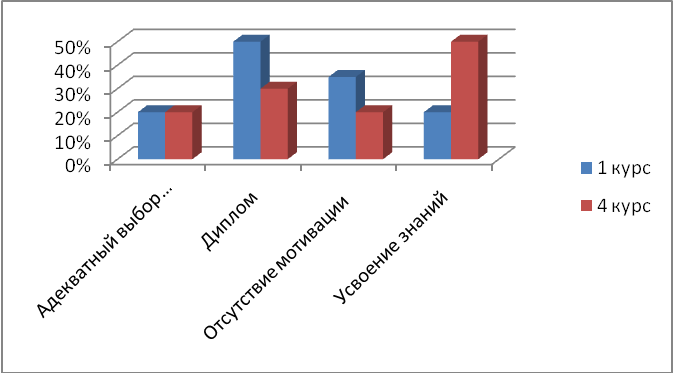 50%
40%
30%
20%
10%
0%
Адекватный выбор...
Диплом
Отсутствие мотивации
Усвоение знаний
1 курс
4 курс